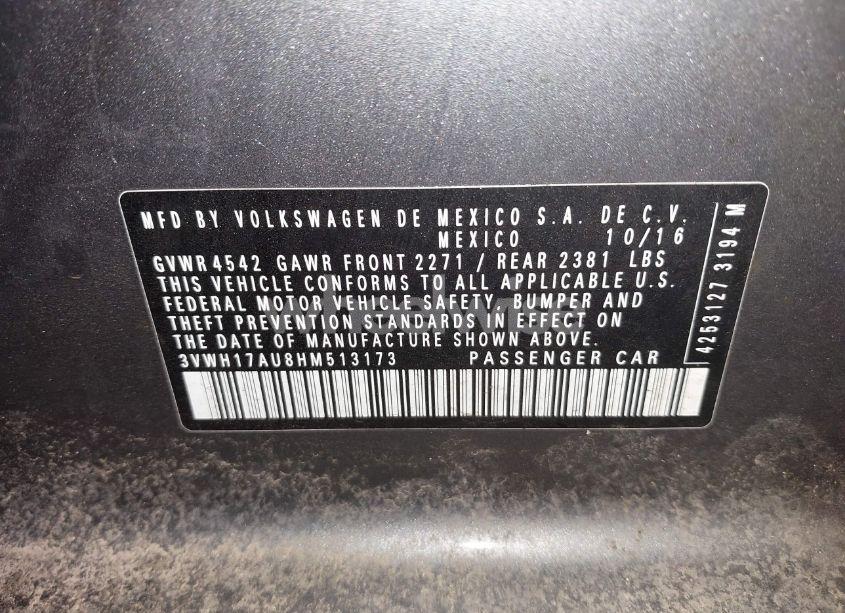 MFD BY VOLKSWAGEN DE MEXICO S.A. DE C.V.
MEXICO 10/16
GVWR 4542 GAWR FRONT 2271 / REAR 2381 LBS
THIS VEHICLE CONFORMS TO ALL APPLICABLE U.S.
FEDERAL MOTOR VEHICLE SAFETY, BUMPER AND
THEFT PREVENTION STANDARDS IN EFFECT ON
THE DATE OF MANUFACTURE SHOWN ABOVE.
3VWH17AU8HM513173 PASSENGER CAR
4253127 3194 M